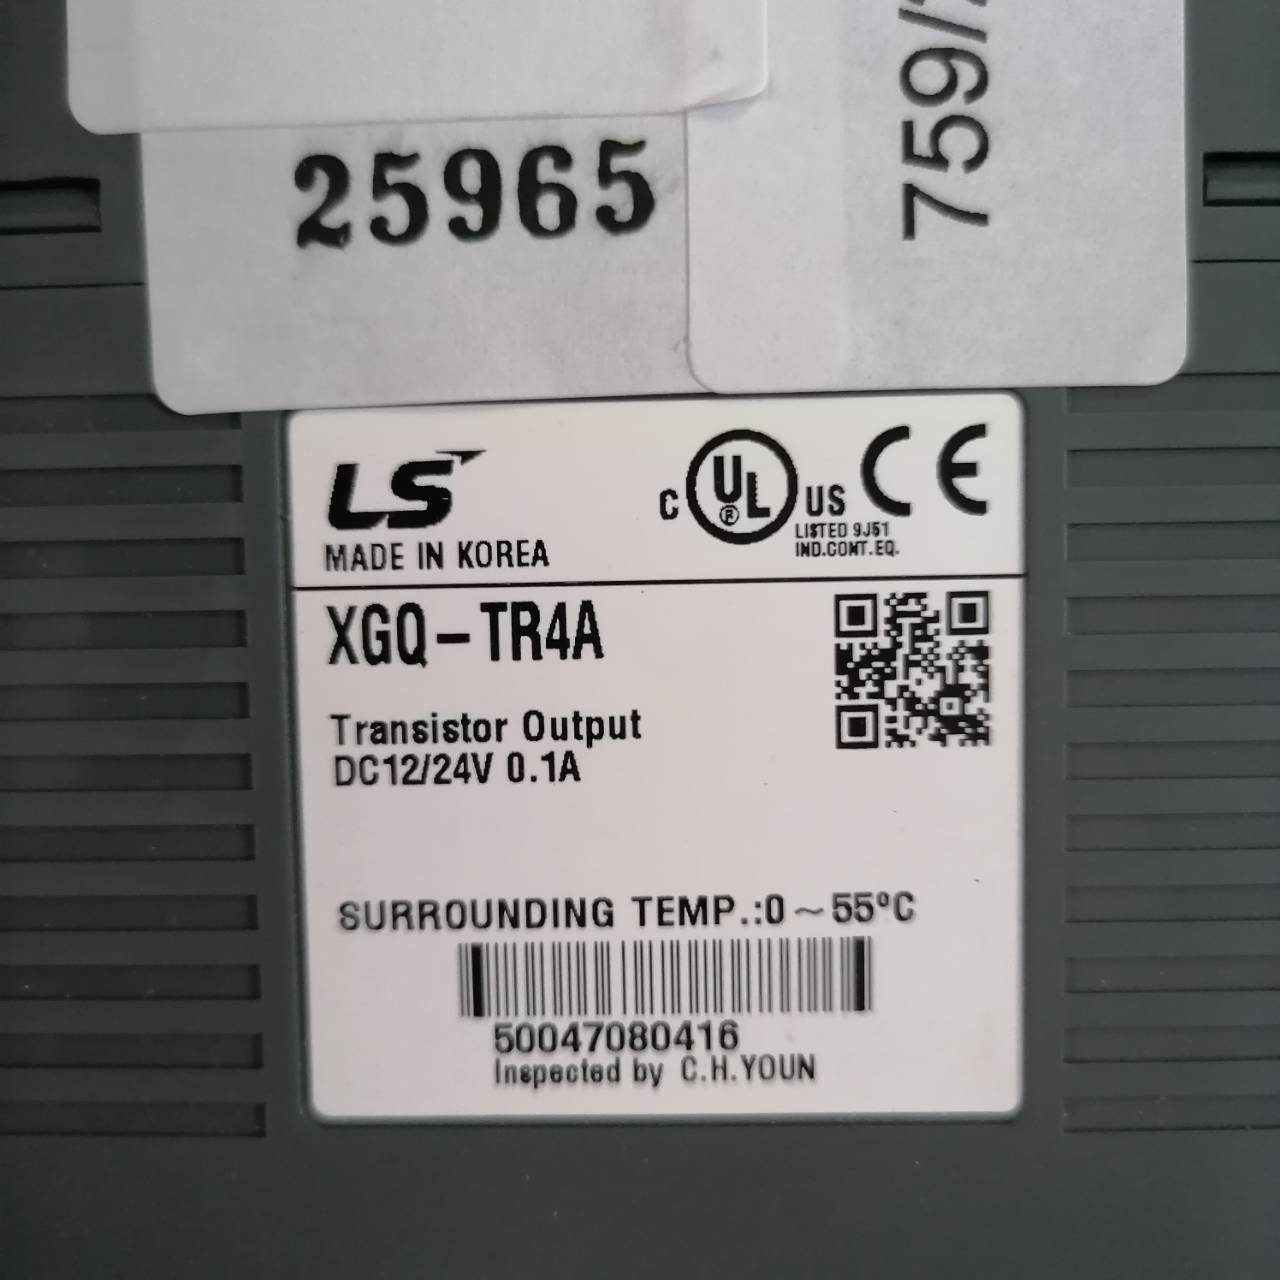 759/
25965
LS
MADE IN KOREA
C UL® US
LISTED 9J51
IND.CONT.EQ.
CE
XGQ-TR4A
Transistor Output
DC12/24V 0.1A
SURROUNDING TEMP.:0~55°C
50047080416
Inspected by C.H.YOUN